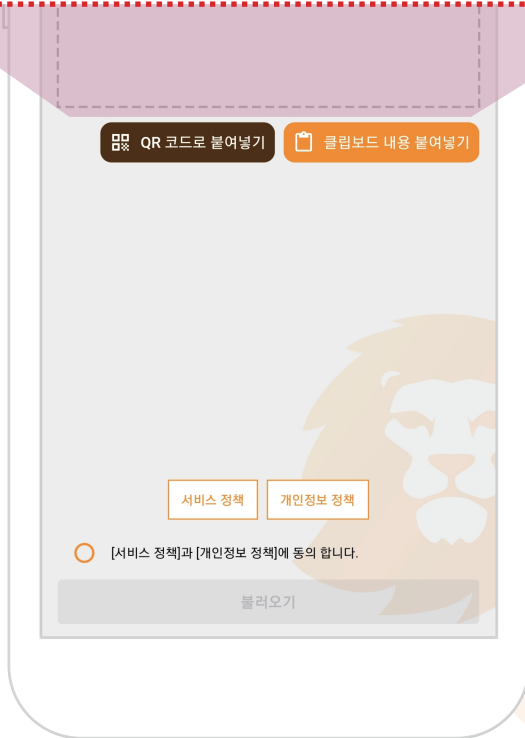 QR 코드로 붙여넣기
클립보드 내용 붙여넣기
서비스 정책
개인정보 정책
[서비스 정책]과 [개인정보 정책]에 동의 합니다.
불러오기